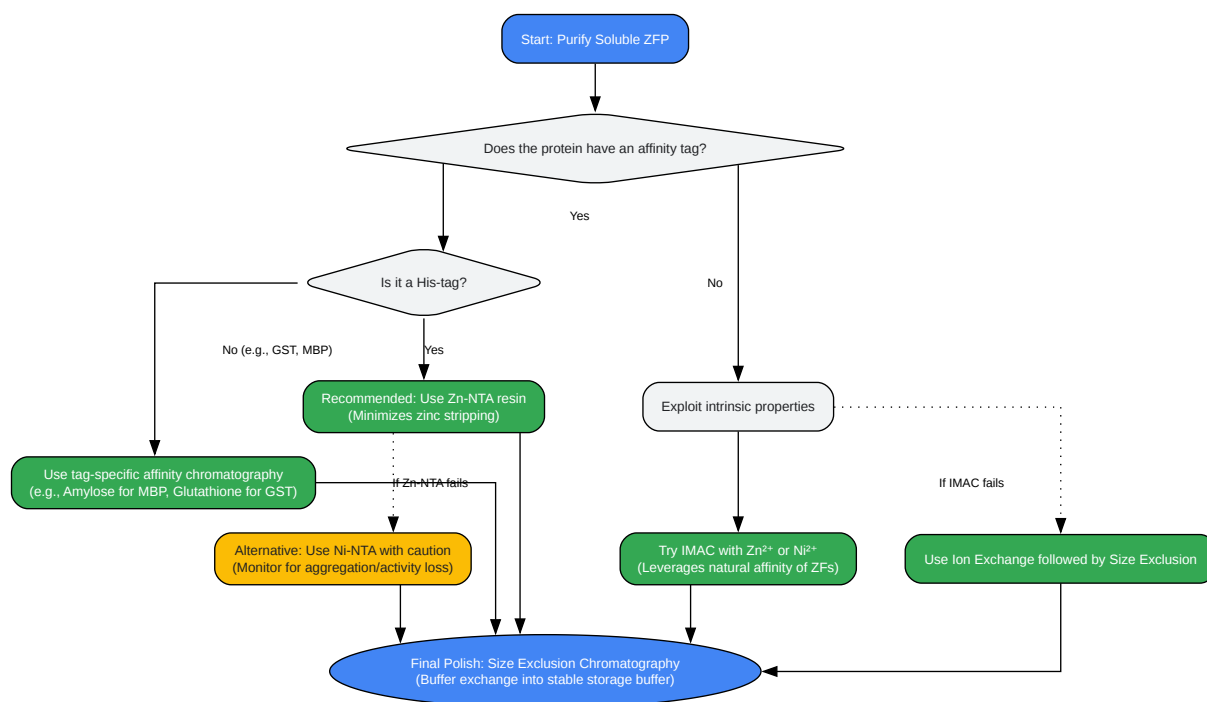 Start: Purify Soluble ZFP
Does the protein have an affinity tag?
Yes
Is it a His-tag?
No
No (e.g., GST, MBP)
Yes
Recommended: Use Zn-NTA resin
(Minimizes zinc stripping)
Exploit intrinsic properties
Use tag-specific affinity chromatography
(e.g., Amylose for MBP, Glutathione for GST)
If Zn-NTA fails
If IMAC fails
Alternative: Use Ni-NTA with caution
(Monitor for aggregation/activity loss)
Try IMAC with Zn²⁺ or Ni²⁺
(Leverages natural affinity of ZFs)
Use Ion Exchange followed by Size Exclusion
Final Polish: Size Exclusion Chromatography
(Buffer exchange into stable storage buffer)